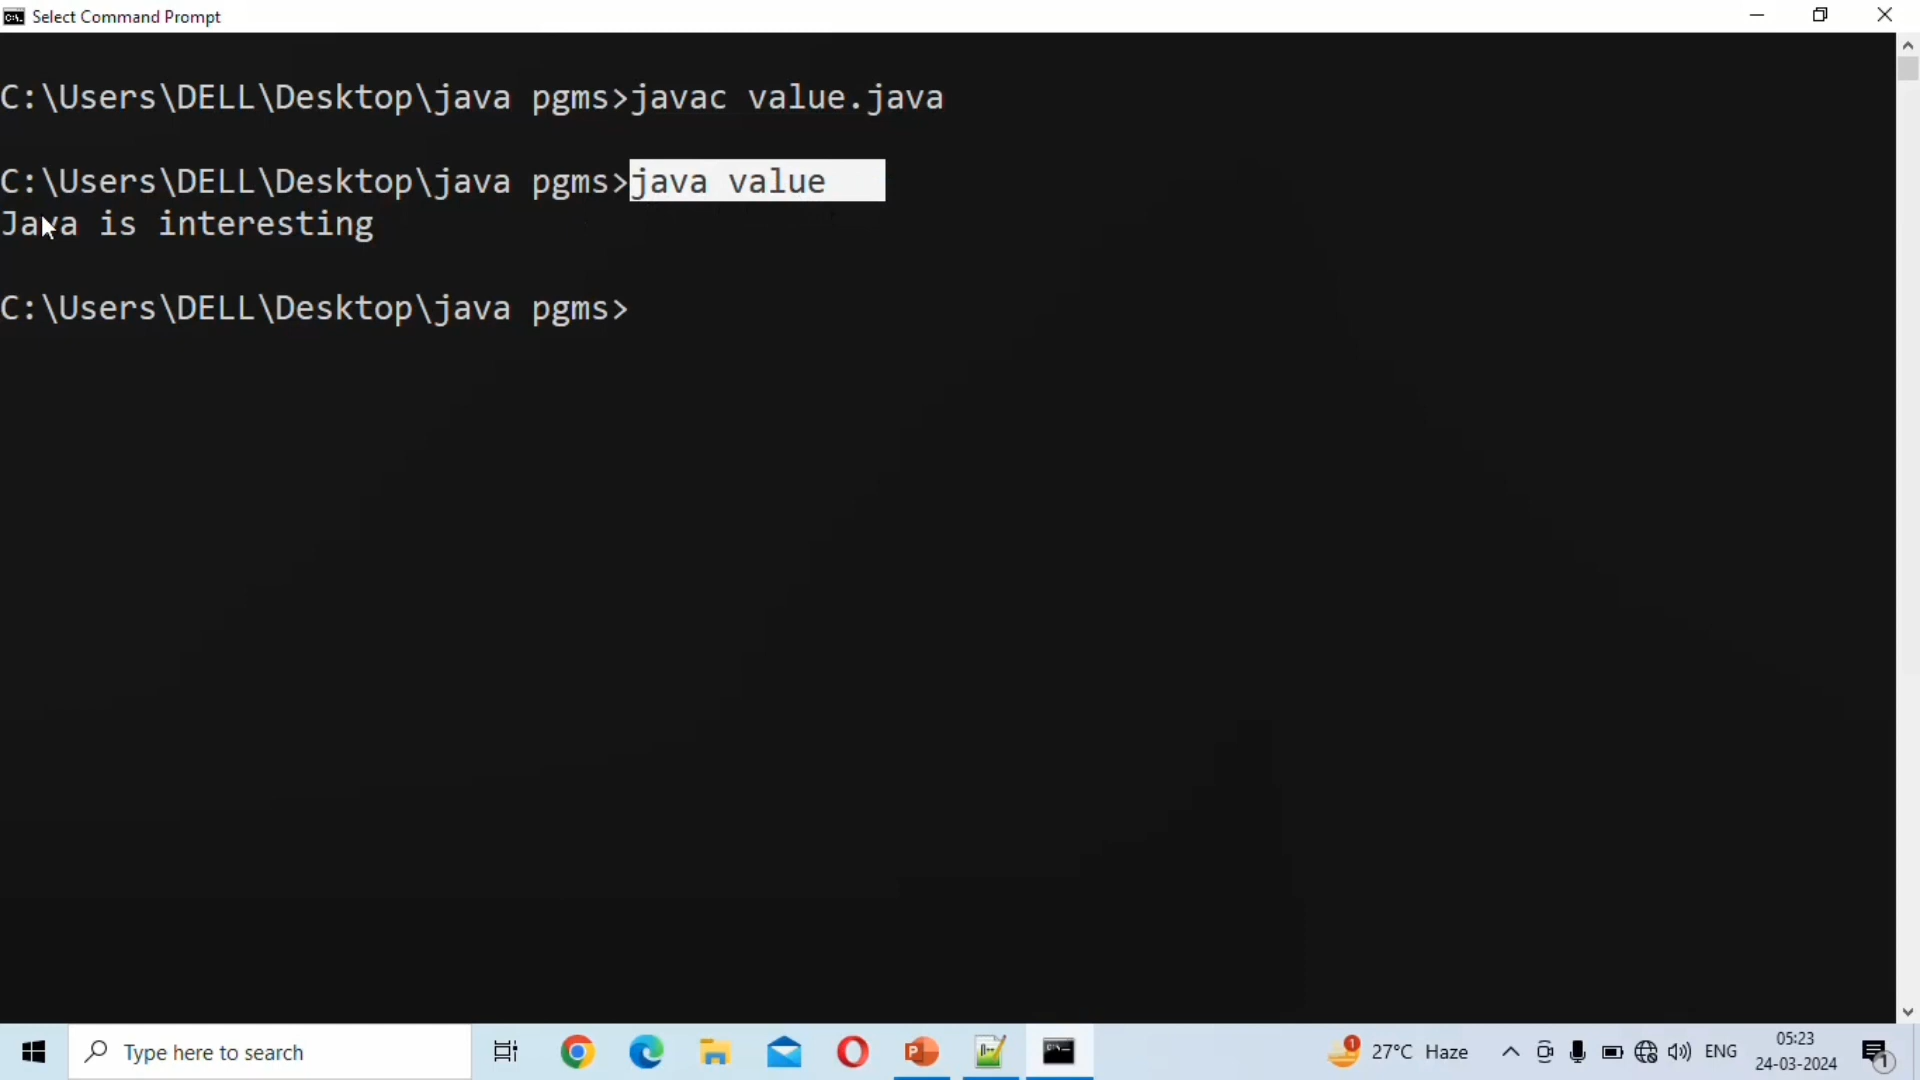 Select Command Prompt
C:\Users\DELL\Desktop\java pgms>javac value.java
C:\Users\DELL\Desktop\java pgms>java value
Java is interesting
C:\Users\DELL\Desktop\java pgms>
Type here to search
1
27°C Haze
ENG
05:23
24-03-2024
1